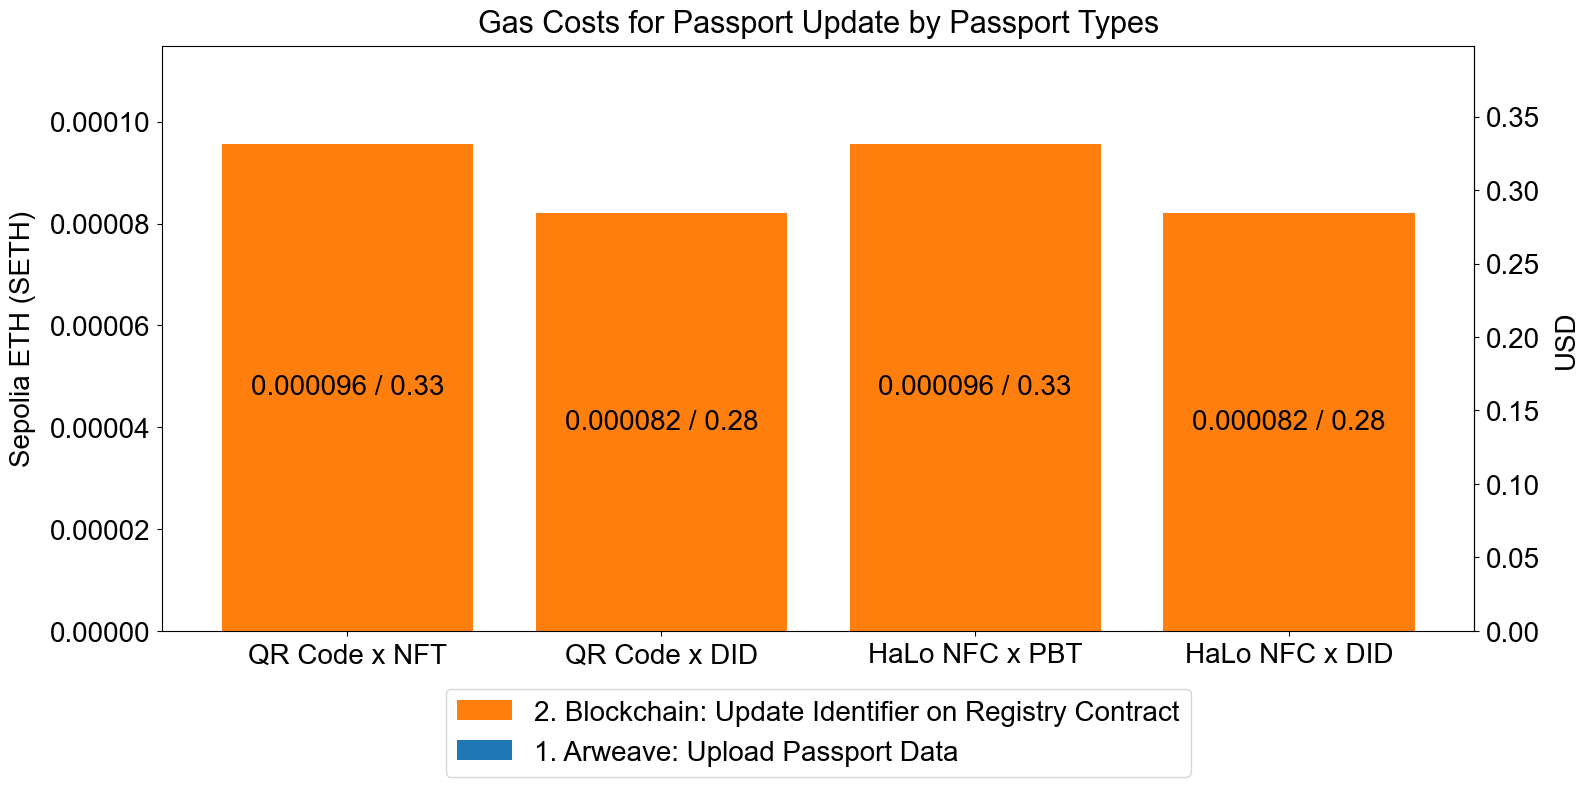 Gas Costs for Passport Update by Passport Types
Sepolia ETH (SETH)
0.00010
0.00008
0.00006
0.00004
0.00002
0.00000
0.000096 / 0.33
0.000082 / 0.28
0.000096 / 0.33
0.000082 / 0.28
0.35
0.30
0.25
0.20
0.15
0.10
0.05
0.00
USD
QR Code x NFT
QR Code x DID
HaLo NFC x PBT
HaLo NFC x DID
2. Blockchain: Update Identifier on Registry Contract
1. Arweave: Upload Passport Data